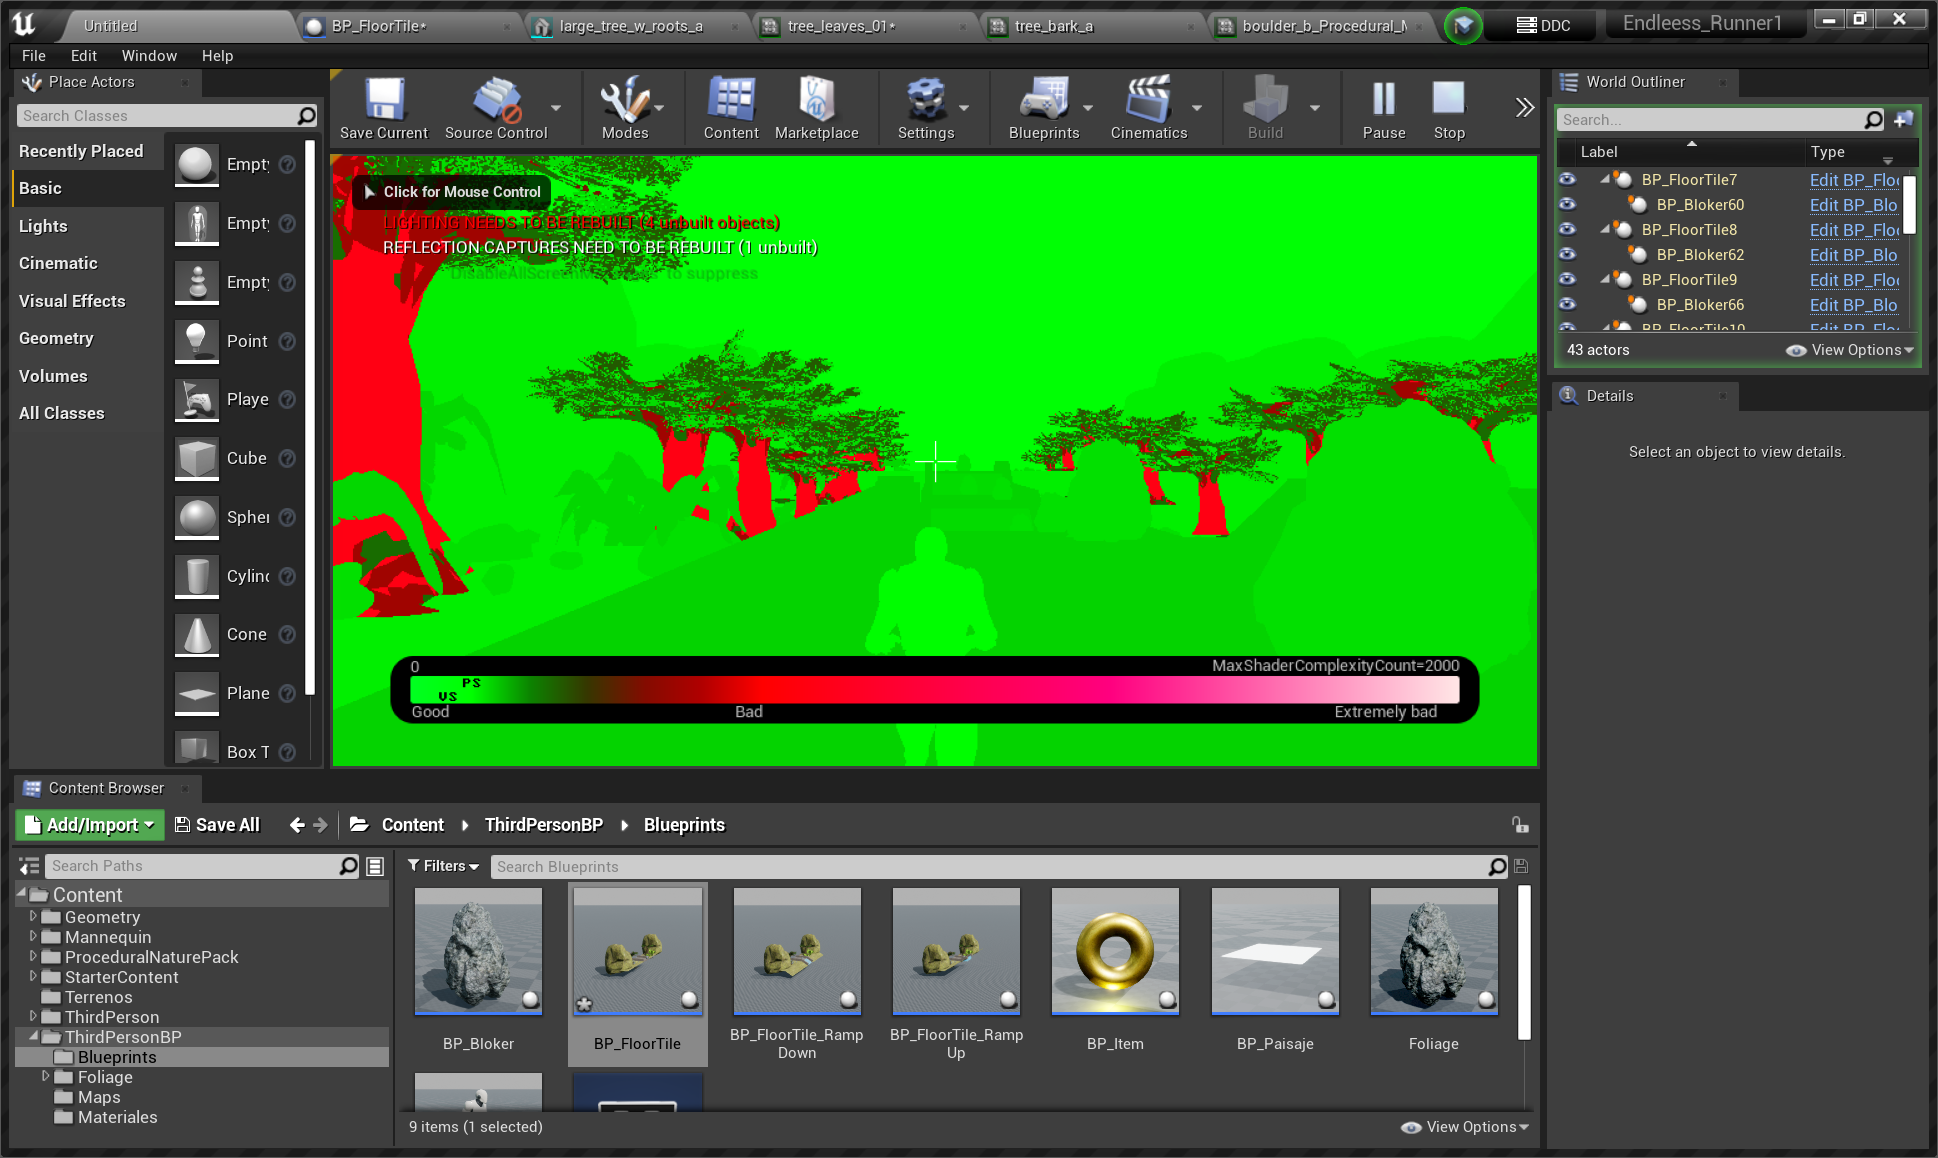 Untitled
BP_FloorTile*
large_tree_w_roots_a
tree_leaves_01*
tree_bark_a
boulder_b_Procedural_M
DDC
Endleess_Runner1
File
Edit
Window
Help
Place Actors
Search Classes
Recently Placed
Basic
Lights
Cinematic
Visual Effects
Geometry
Volumes
All Classes
Empty
Empty
Empty
Point
Playe
Cube
Spher
Cylind
Cone
Plane
Box T
Save Current
Source Control
Modes
Content
Marketplace
Settings
Blueprints
Cinematics
Build
Pause
Stop
Click for Mouse Control
LIGHTING NEEDS TO BE REBUILT (4 unbuilt objects)
REFLECTION CAPTURES NEED TO BE REBUILT (1 unbuilt)
to suppress
0
MaxShaderComplexityCount=2000
PS
VS
Good
Bad
Extremely bad
World Outliner
Search...
Label
Type
BP_FloorTile7
Edit BP_Floo
BP_Bloker60
Edit BP_Blo
BP_FloorTile8
Edit BP_Floo
BP_Bloker62
Edit BP_Blo
BP_FloorTile9
Edit BP_Floo
BP_Bloker66
Edit BP_Blo
BP_FloorTile10
Edit BP_Floo
43 actors
View Options
Details
Select an object to view details.
Content Browser
Add/Import
Save All
Content
ThirdPersonBP
Blueprints
Search Paths
Filters
Search Blueprints
Content
Geometry
Mannequin
ProceduralNaturePack
StarterContent
Terrenos
ThirdPerson
ThirdPersonBP
Blueprints
Foliage
Maps
Materiales
BP_Bloker
BP_FloorTile
BP_FloorTile_Ramp
Down
BP_FloorTile_Ramp
Up
BP_Item
BP_Paisaje
Foliage
9 items (1 selected)
View Options